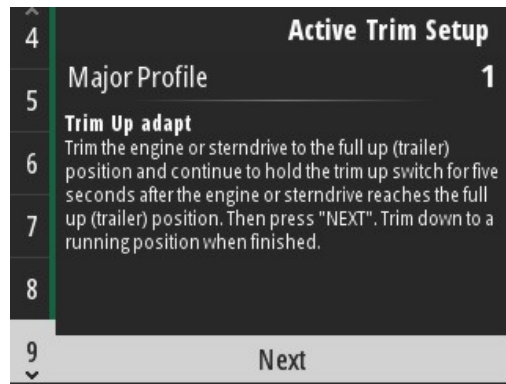 Active Trim Setup
4
5
6
7
8
9
Major Profile 1
Trim Up adapt
Trim the engine or sterndrive to the full up (trailer)
position and continue to hold the trim up switch for five
seconds after the engine or sterndrive reaches the full
up (trailer) position. Then press "NEXT". Trim down to a
running position when finished.
Next